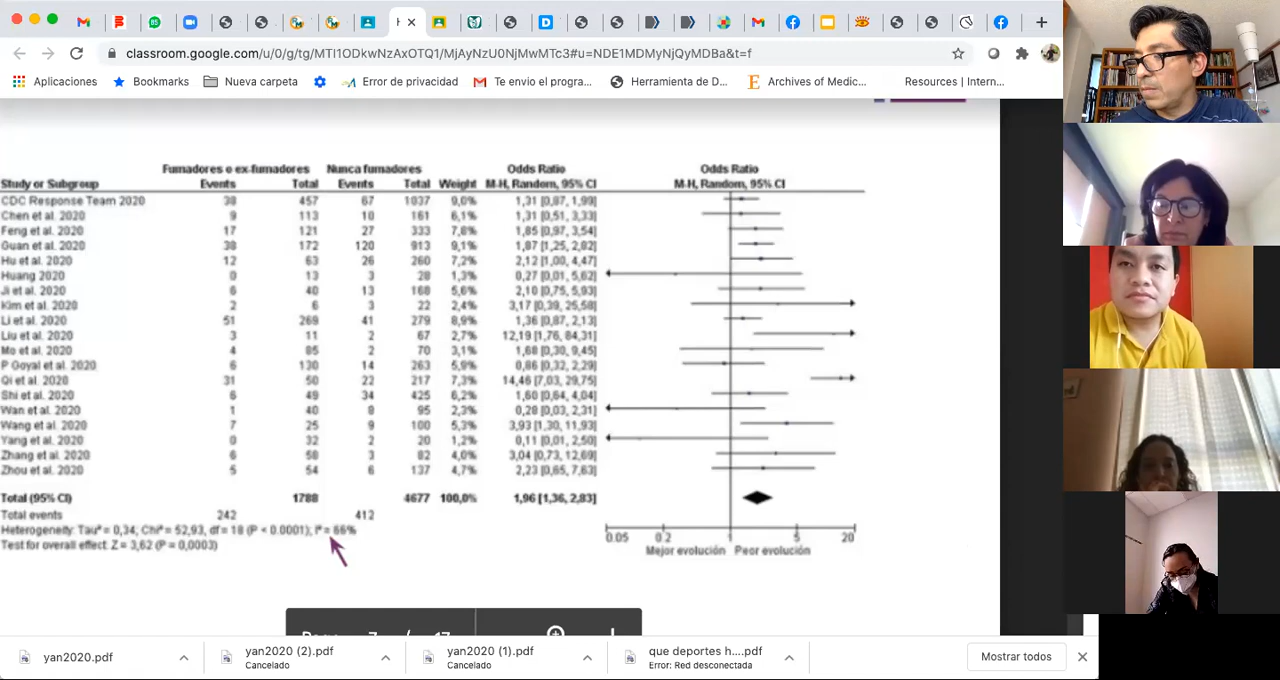 classroom.google.com/u/0/g/tg/MTI1ODkwNzAxOTQ1/MjAyNzU0NjMwMTc3#u=NDE1MDMyNjQyMDBa&t=f
Aplicaciones Bookmarks Nueva carpeta Error de privacida... Te envio el progra... Herramienta de D... Archives of Medic... Resources | Intern...
Fumadores o ex-fumadores Nunca fumadores Odds Ratio Odds Ratio
Study or Subgroup Events Total Events Total Weight M-H, Random, 95% CI M-H, Random, 95% CI
CDC Response Team 2020 38 457 67 1037 9,0% 1,31 [0,87, 1,99]
Chen et al. 2020 9 113 10 161 6,1% 1,31 [0,51, 3,33]
Feng et al. 2020 17 121 27 333 7,8% 1,85 [0,97, 3,54]
Guan et al. 2020 38 172 120 913 9,1% 1,87 [1,25, 2,82]
Hu et al. 2020 12 63 26 260 7,2% 2,12 [1,00, 4,47]
Huang 2020 0 13 3 28 1,3% 0,27 [0,01, 5,62]
Ji et al. 2020 6 40 13 168 5,6% 2,10 [0,75, 5,93]
Kim et al. 2020 2 6 3 22 2,4% 3,17 [0,39, 25,58]
Li et al. 2020 51 269 41 279 8,9% 1,36 [0,87, 2,13]
Liu et al. 2020 3 11 2 67 2,7% 12,19 [1,76, 84,31]
Mo et al. 2020 4 85 2 70 3,1% 1,68 [0,30, 9,45]
P Goyal et al. 2020 6 130 14 263 5,9% 0,86 [0,32, 2,29]
Qi et al. 2020 31 50 22 217 7,3% 14,46 [7,03, 29,75]
Shi et al. 2020 6 49 34 425 6,2% 1,60 [0,64, 4,04]
Wan et al. 2020 1 40 8 95 2,3% 0,28 [0,03, 2,31]
Wang et al. 2020 7 25 9 100 5,3% 3,93 [1,30, 11,93]
Yang et al. 2020 0 32 2 20 1,2% 0,11 [0,01, 2,50]
Zhang et al. 2020 6 58 3 82 4,0% 3,04 [0,73, 12,69]
Zhou et al. 2020 5 54 6 137 4,7% 2,23 [0,65, 7,63]
Total (95% CI) 1788 4677 100,0% 1,96 [1,36, 2,83]
Total events 242 412
Heterogeneity: Tau² = 0,34; Chi² = 52,93, df = 18 (P < 0.0001); I² = 66%
Test for overall effect: Z = 3,62 (P = 0,0003)
0.05 0.2 1 5 20
Mejor evolución Peor evolución
yan2020.pdf
yan2020 (2).pdf
Cancelado
yan2020 (1).pdf
Cancelado
que deportes h....pdf
Error: Red desconectada
Mostrar todos